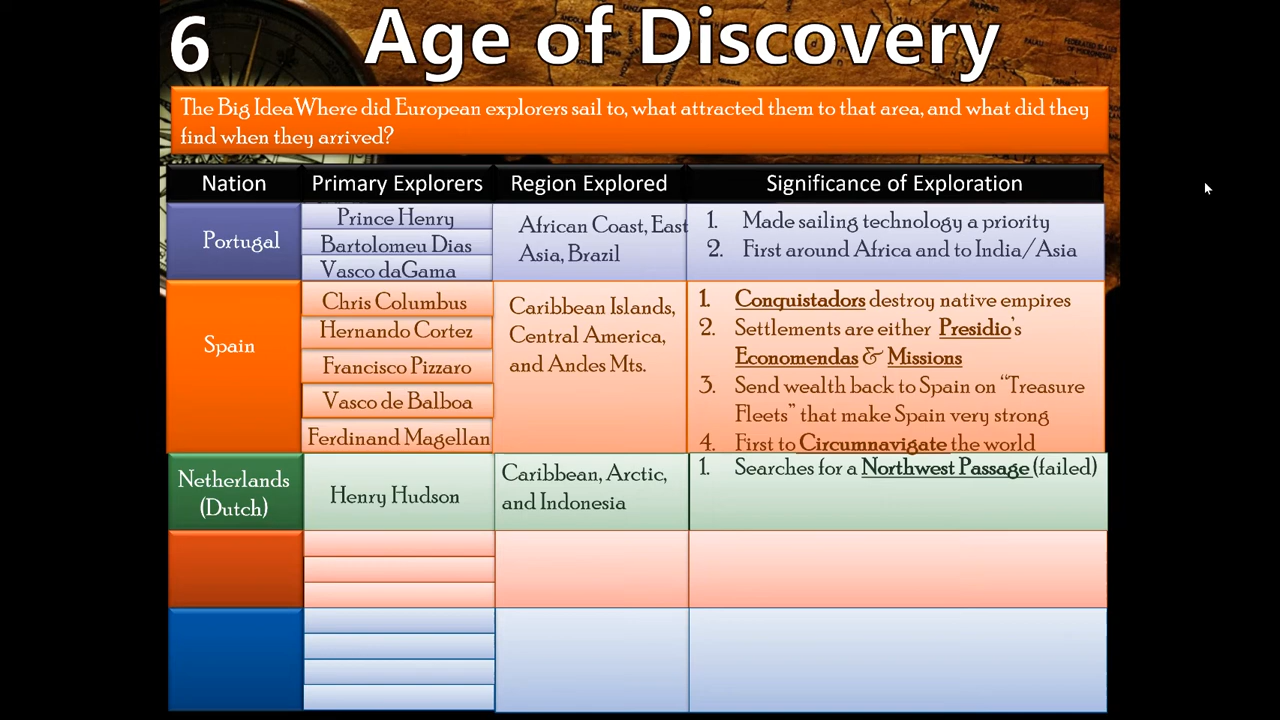 6
Age of Discovery
The Big IdeaWhere did European explorers sail to, what attracted them to that area, and what did they
find when they arrived?
Nation
Primary Explorers
Region Explored
Significance of Exploration
Portugal
Prince Henry
Bartolomeu Dias
Vasco daGama
African Coast, East
Asia, Brazil
1. Made sailing technology a priority
2. First around Africa and to India/Asia
Spain
Chris Columbus
Hernando Cortez
Francisco Pizzaro
Vasco de Balboa
Ferdinand Magellan
Caribbean Islands,
Central America,
and Andes Mts.
1. Conquistadors destroy native empires
2. Settlements are either Presidio's
Economendas & Missions
3. Send wealth back to Spain on “Treasure
Fleets” that make Spain very strong
4. First to Circumnavigate the world
Netherlands
(Dutch)
Henry Hudson
Caribbean, Arctic,
and Indonesia
1. Searches for a Northwest Passage (failed)